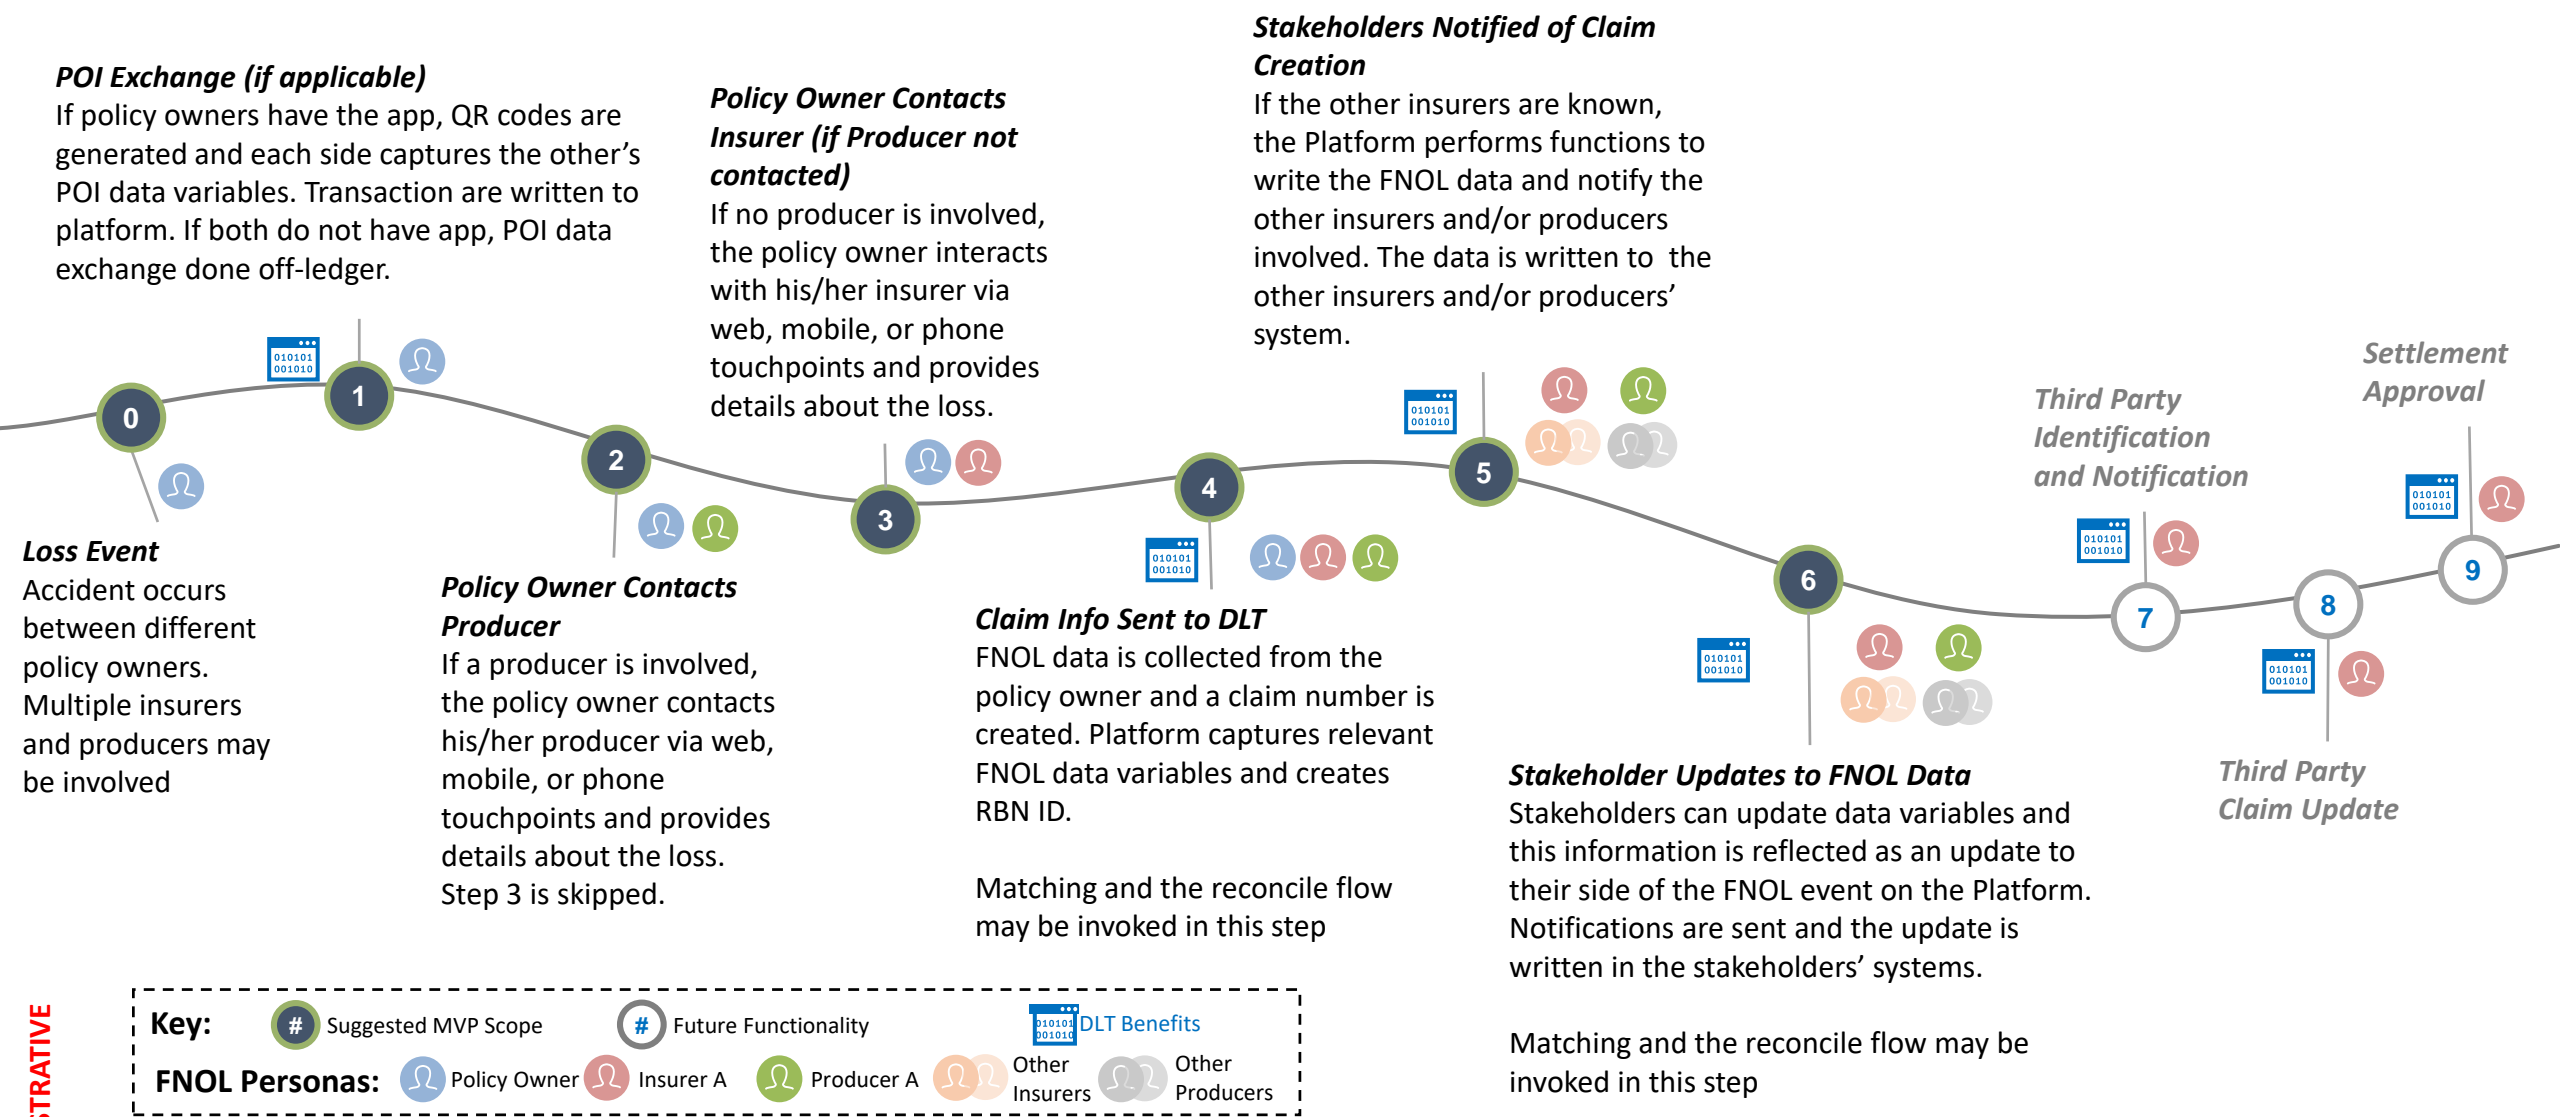 POI Exchange (if applicable)
If policy owners have the app, QR codes are
generated and each side captures the other’s
POI data variables. Transaction are written to
platform. If both do not have app, POI data
exchange done off-ledger.
Policy Owner Contacts
Insurer (if Producer not
contacted)
If no producer is involved,
the policy owner interacts
with his/her insurer via
web, mobile, or phone
touchpoints and provides
details about the loss.
Stakeholders Notified of Claim
Creation
If the other insurers are known,
the Platform performs functions to
write the FNOL data and notify the
other insurers and/or producers
involved. The data is written to  the
other insurers and/or producers’
system.
Settlement
Approval
Third Party
Identification
and Notification
010101
001010
010101
001010
010101
001010
010101
001010
010101
001010
010101
001010
010101
001010
0
1
2
3
4
5
6
7
8
9
Loss Event
Accident occurs
between different
policy owners.
Multiple insurers
and producers may
be involved
Policy Owner Contacts
Producer
If a producer is involved,
the policy owner contacts
his/her producer via web,
mobile, or phone
touchpoints and provides
details about the loss.
Step 3 is skipped.
Claim Info Sent to DLT
FNOL data is collected from the
policy owner and a claim number is
created. Platform captures relevant
FNOL data variables and creates
RBN ID.
Matching and the reconcile flow
may be invoked in this step
Stakeholder Updates to FNOL Data
Stakeholders can update data variables and
this information is reflected as an update to
their side of the FNOL event on the Platform.
Notifications are sent and the update is
written in the stakeholders’ systems.
Matching and the reconcile flow may be
invoked in this step
Third Party
Claim Update
STRATIVE
Key:
# Suggested MVP Scope
# Future Functionality
010101
001010
DLT Benefits
FNOL Personas:
Policy Owner
Insurer A
Producer A
Other
Insurers
Other
Producers